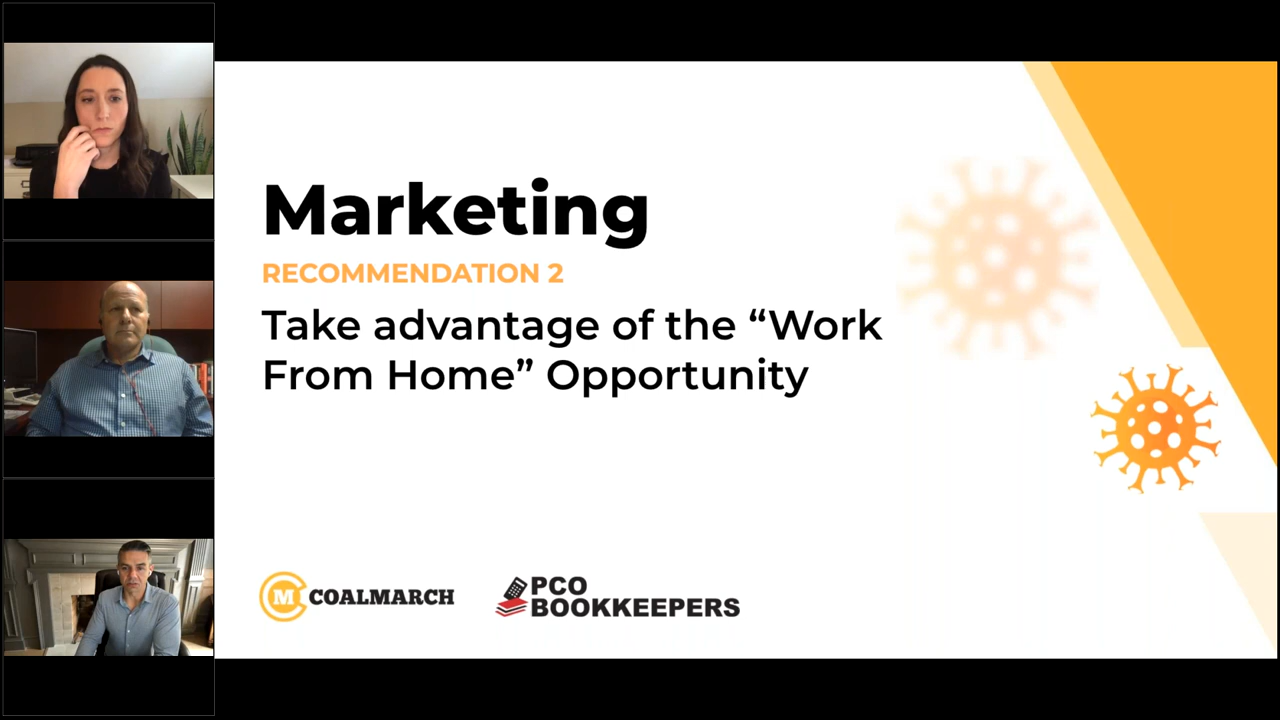 Marketing
RECOMMENDATION 2
Take advantage of the “Work
From Home” Opportunity
M COALMARCH
PCO
BOOKKEEPERS